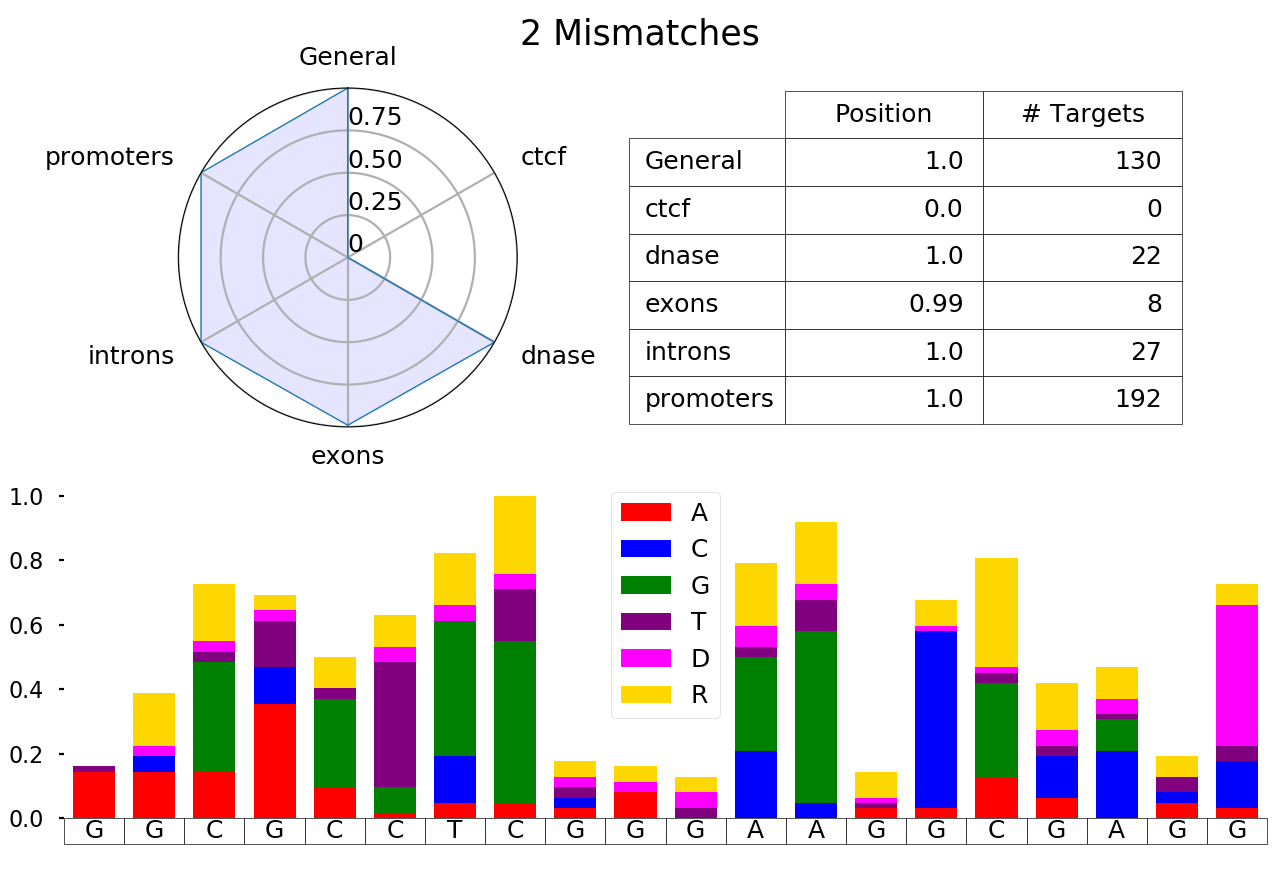 2 Mismatches
General
promoters
ctcf
introns
dnase
exons
0.75
0.50
0.25
0
Position # Targets
General 1.0 130
ctcf 0.0 0
dnase 1.0 22
exons 0.99 8
introns 1.0 27
promoters 1.0 192
1.0
0.8
0.6
0.4
0.2
0.0
A
C
G
T
D
R
G G C G C C T C G G G A A G G C G A G G